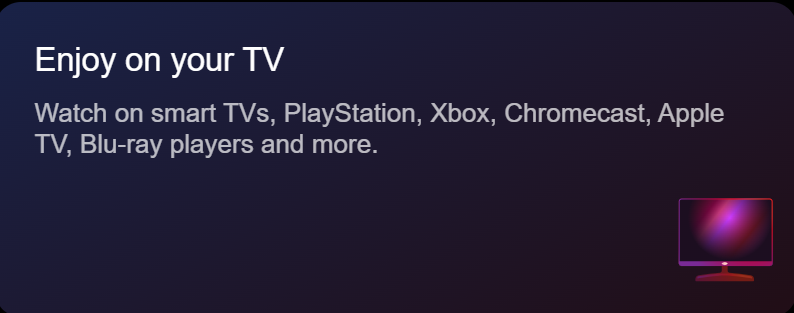 Enjoy on your TV
Watch on smart TVs, PlayStation, Xbox, Chromecast, Apple
TV, Blu-ray players and more.